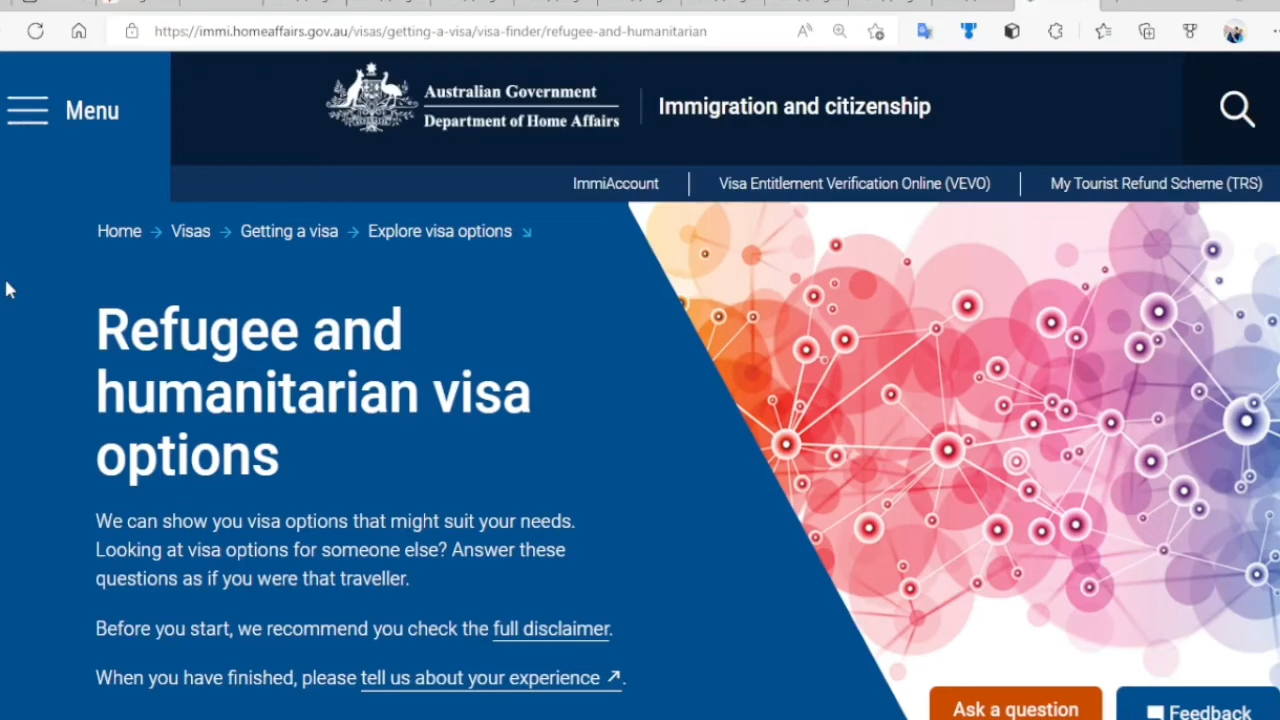 https://immi.homeaffairs.gov.au/visas/getting-a-visa/visa-finder/refugee-and-humanitarian
Menu
Australian Government
Department of Home Affairs
Immigration and citizenship
ImmiAccount
Visa Entitlement Verification Online (VEVO)
My Tourist Refund Scheme (TRS)
Home → Visas → Getting a visa → Explore visa options ↘
Refugee and
humanitarian visa
options
We can show you visa options that might suit your needs.
Looking at visa options for someone else? Answer these
questions as if you were that traveller.
Before you start, we recommend you check the full disclaimer.
When you have finished, please tell us about your experience ↗.
Ask a question
Feedback